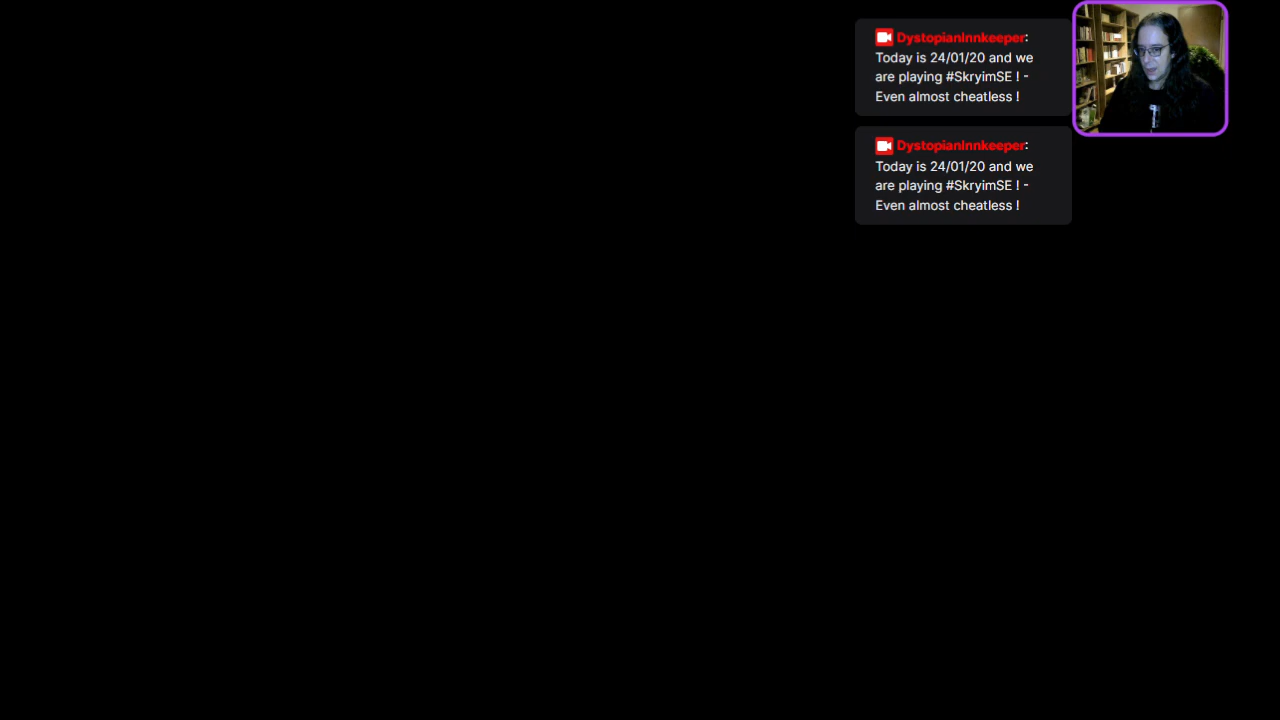 DystopianInnkeeper:
Today is 24/01/20 and we
are playing #SkryimSE ! -
Even almost cheatless !
DystopianInnkeeper:
Today is 24/01/20 and we
are playing #SkryimSE ! -
Even almost cheatless !